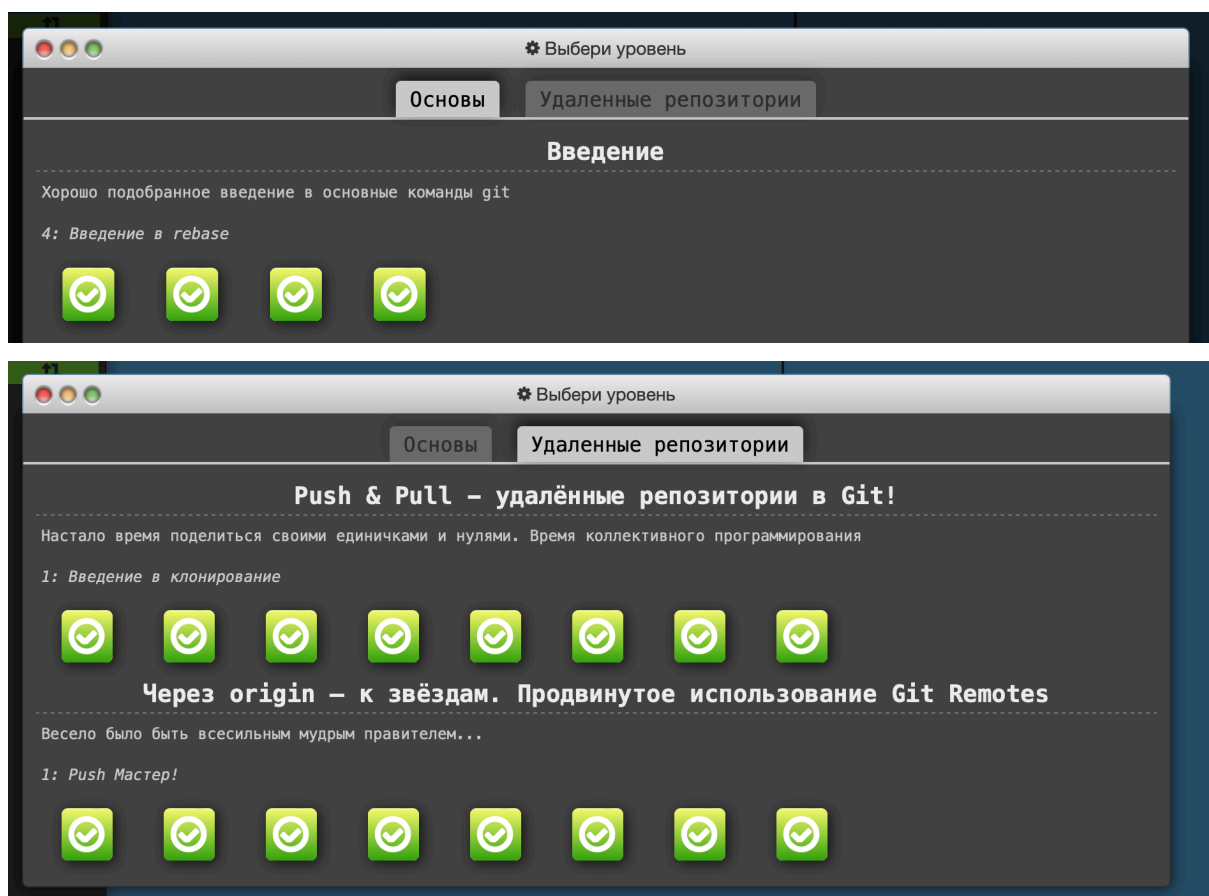 Выбери уровень
Основы
Удаленные репозитории
Введение
Хорошо подобранное введение в основные команды git
4: Введение в rebase
Выбери уровень
Основы
Удаленные репозитории
Push & Pull — удалённые репозитории в Git!
Настало время поделиться своими единичками и нулями. Время коллективного программирования
1: Введение в клонирование
Через origin — к звёздам. Продвинутое использование Git Remotes
Весело было быть всесильным мудрым правителем...
1: Push Мастер!